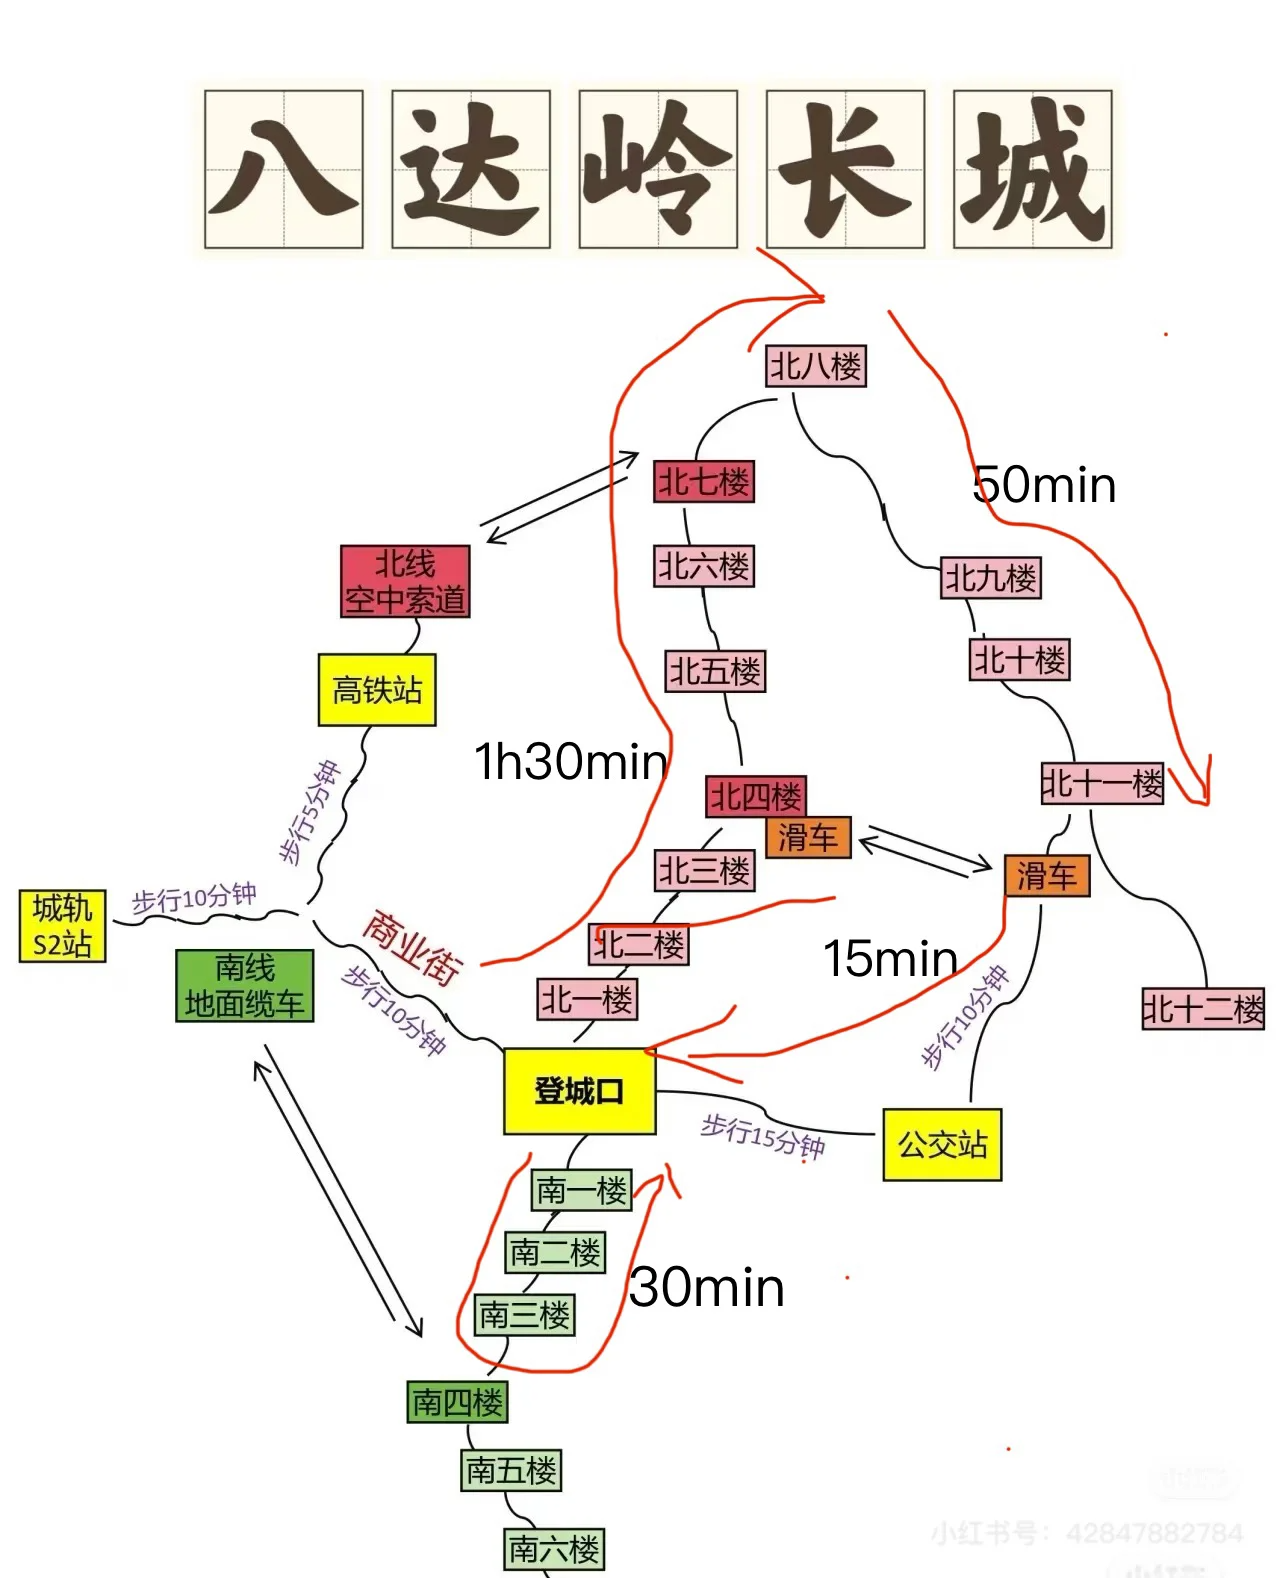 八达岭长城
北八楼
50min
北七楼
北线
空中索道
北六楼
北九楼
北十楼
高铁站
北五楼
1h30min
步行5分钟
北四楼
滑车
北十一楼
北三楼
滑车
城轨
S2站
步行10分钟
商业街
北二楼
15min
南线
地面缆车
步行10分钟
北一楼
步行10分钟
北十二楼
登城口
步行15分钟
公交站
南一楼
南二楼
30min
南三楼
南四楼
南五楼
南六楼
小红书号：42847882784